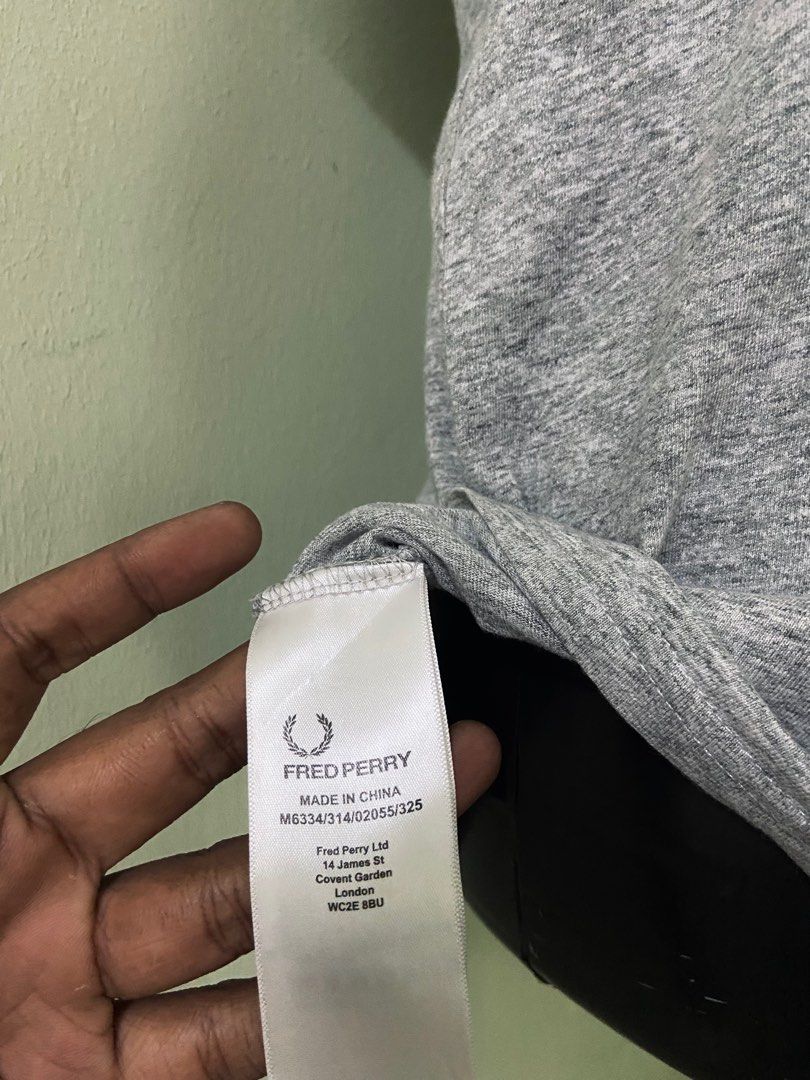 FRED PERRY
MADE IN CHINA
M6334/314/02055/325
Fred Perry Ltd
14 James St
Covent Garden
London
WC2E 8BU